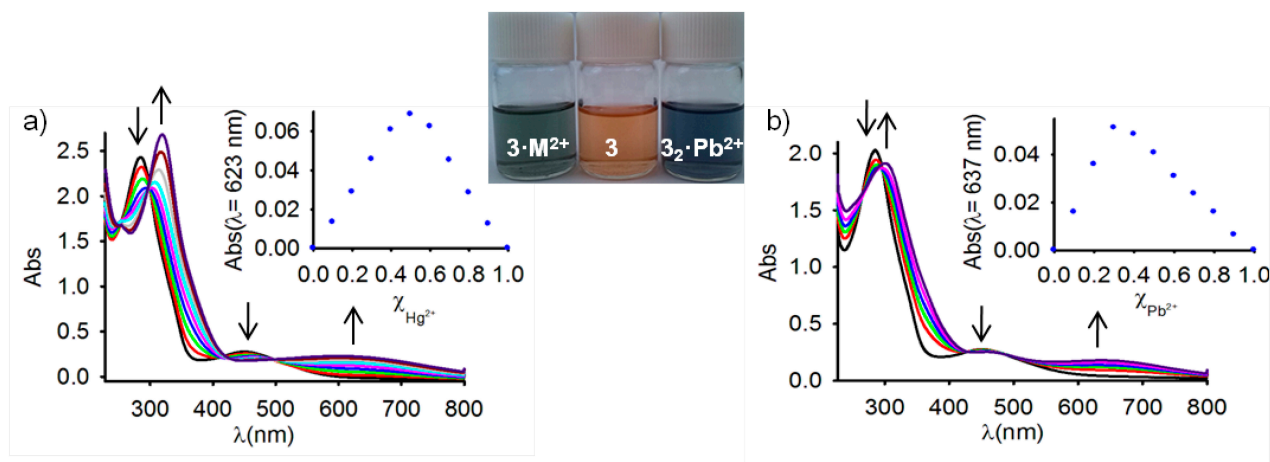 3·M²⁺ 3 3₂·Pb²⁺
a)
Abs
2.5
2.0
1.5
1.0
0.5
0.0
300 400 500 600 700 800
λ(nm)
Abs(λ= 623 nm)
0.06
0.04
0.02
0.00
0.0 0.2 0.4 0.6 0.8 1.0
χHg²⁺
b)
Abs
2.0
1.5
1.0
0.5
0.0
300 400 500 600 700 800
λ(nm)
Abs(λ= 637 nm)
0.04
0.02
0.00
0.0 0.2 0.4 0.6 0.8 1.0
χPb²⁺